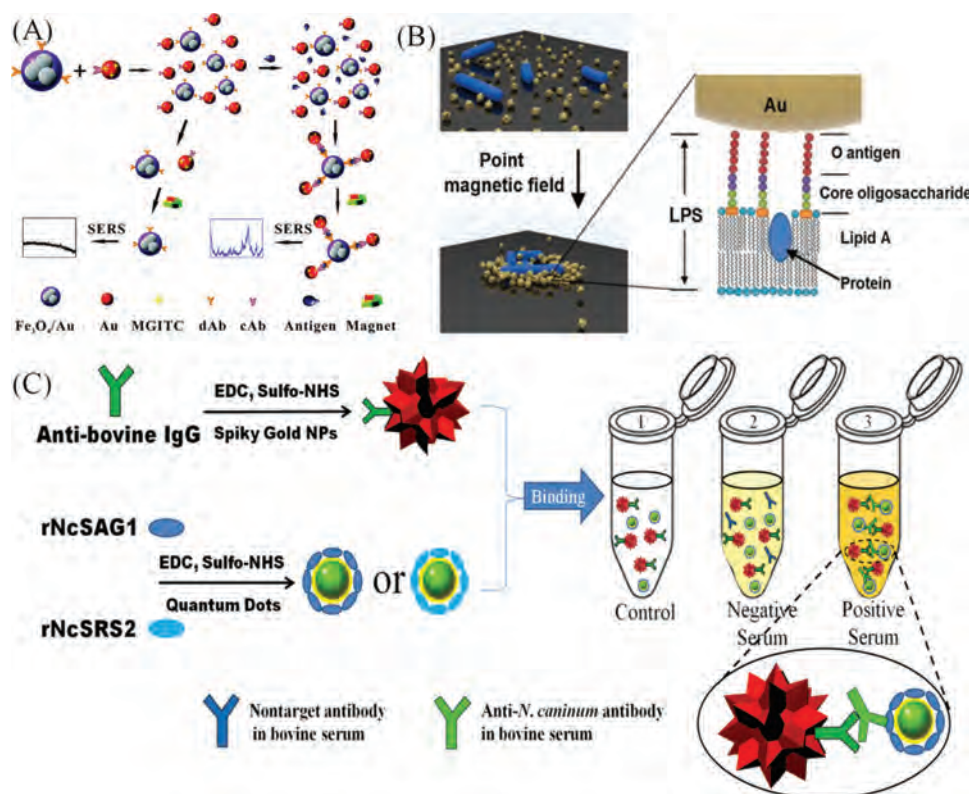 (A)
SERS
SERS
Fe3O4/Au
Au
MGITC
dAb
cAb
Antigen
Magnet
(B)
Point
magnetic field
Au
LPS
O antigen
Core oligosaccharide
Lipid A
Protein
(C)
Anti-bovine IgG
EDC, Sulfo-NHS
Spiky Gold NPs
rNcSAG1
EDC, Sulfo-NHS
Quantum Dots
rNcSRS2
or
Binding
1
2
3
Control
Negative
Serum
Positive
Serum
Nontarget antibody
in bovine serum
Anti-N. caninum antibody
in bovine serum